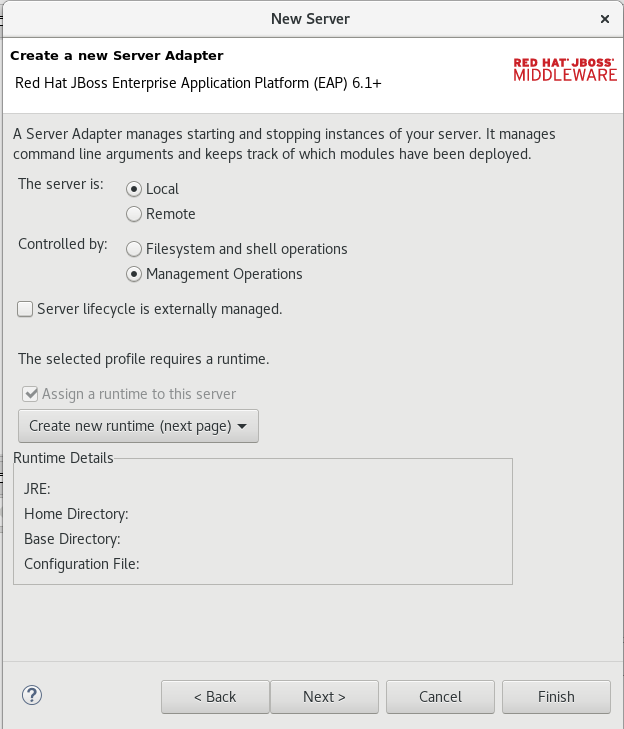 New Server
Create a new Server Adapter
Red Hat JBoss Enterprise Application Platform (EAP) 6.1+
RED HAT JBOSS
MIDDLEWARE
A Server Adapter manages starting and stopping instances of your server. It manages
command line arguments and keeps track of which modules have been deployed.
The server is:
Local
Remote
Controlled by:
Filesystem and shell operations
Management Operations
Server lifecycle is externally managed.
The selected profile requires a runtime.
Assign a runtime to this server
Create new runtime (next page)
Runtime Details
JRE:
Home Directory:
Base Directory:
Configuration File:
? < Back Next > Cancel Finish